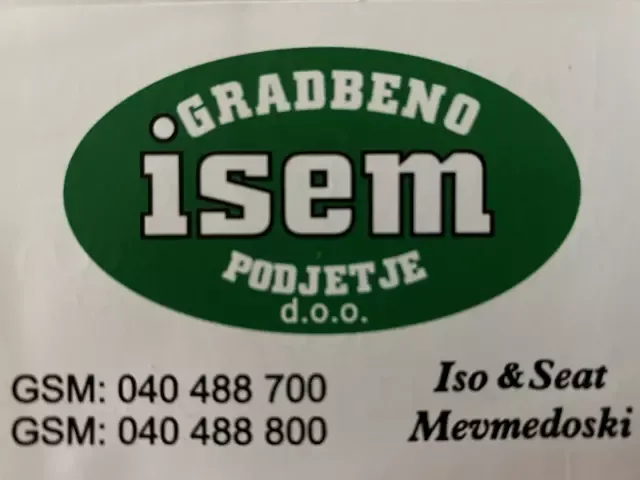 GRADBENO
isem
PODJETJE
d.o.o.
GSM: 040 488 700
GSM: 040 488 800
Iso & Seat
Mevmedoski